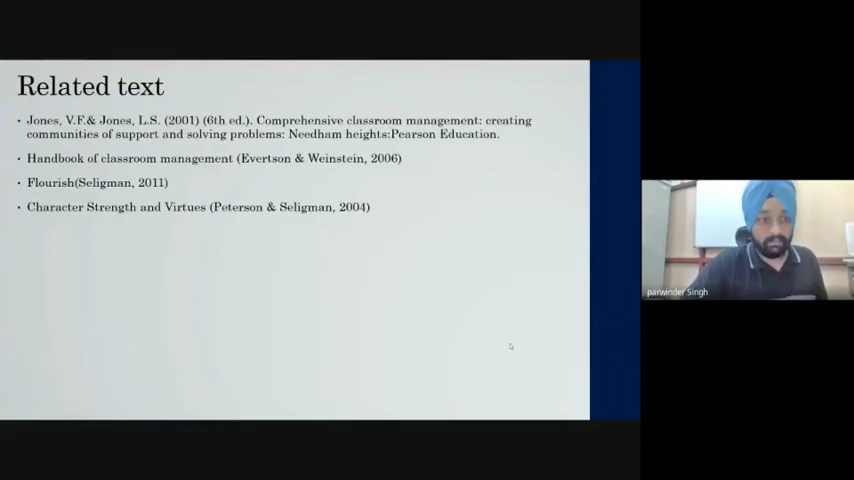 Related text
• Jones, V.F.& Jones, L.S. (2001) (6th ed.). Comprehensive classroom management: creating
communities of support and solving problems: Needham heights:Pearson Education.
• Handbook of classroom management (Evertson & Weinstein, 2006)
• Flourish(Seligman, 2011)
• Character Strength and Virtues (Peterson & Seligman, 2004)
parwinder Singh